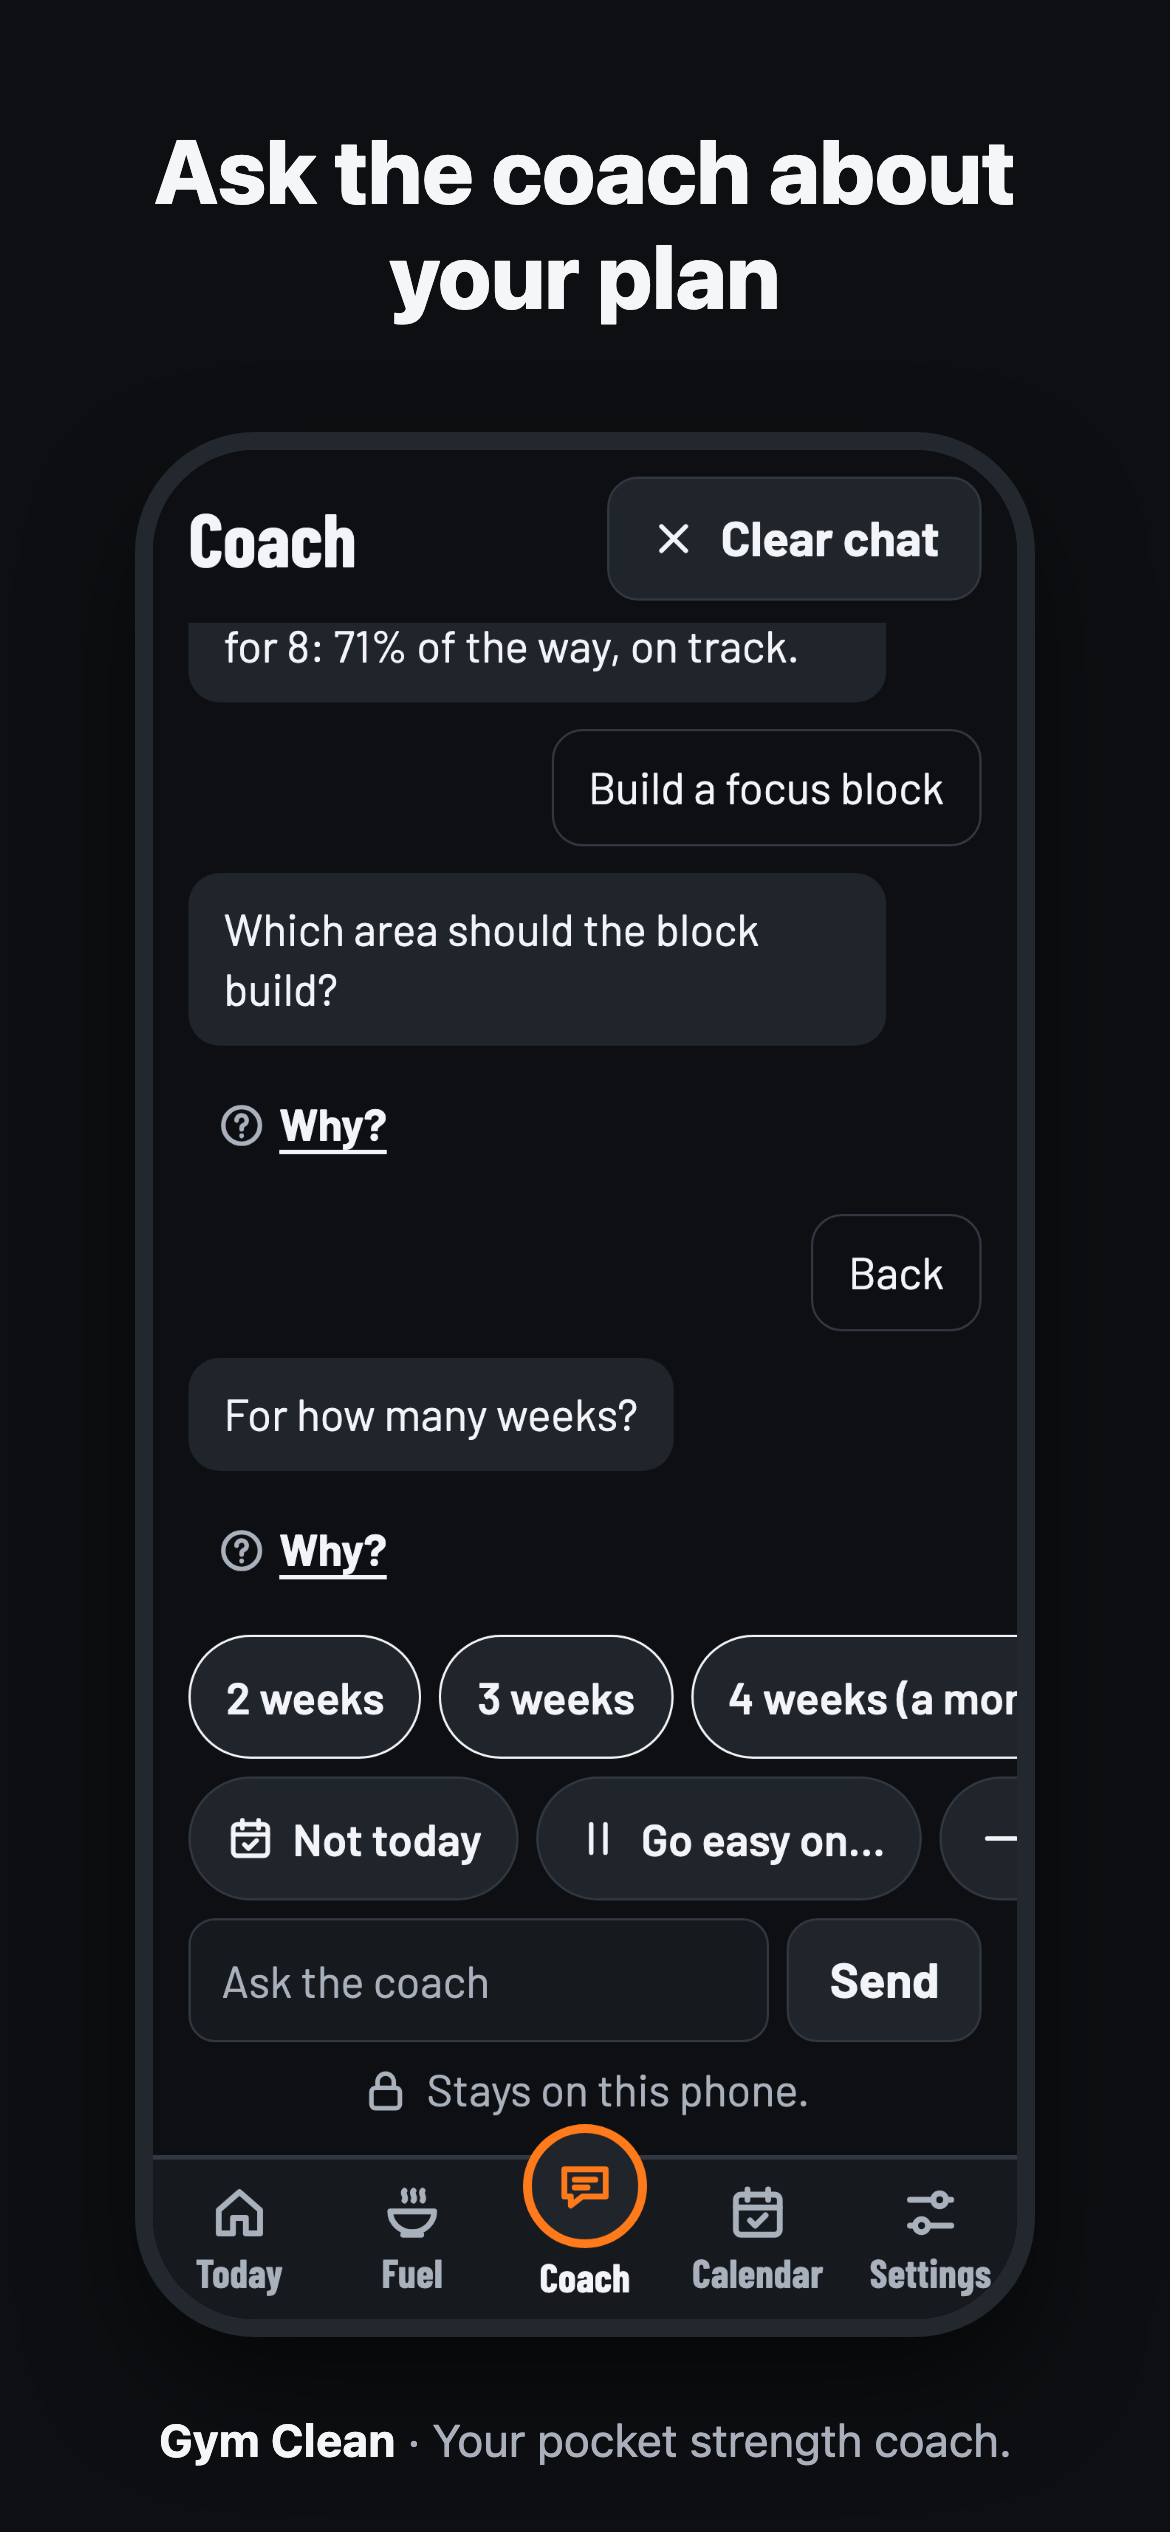 Ask the coach about
your plan
Coach
Clear chat
for 8: 71% of the way, on track.
Build a focus block
Which area should the block
build?
Why?
Back
For how many weeks?
Why?
2 weeks
3 weeks
4 weeks (a mor
Not today
Go easy on...
Ask the coach
Send
Stays on this phone.
Today
Fuel
Coach
Calendar
Settings
Gym Clean · Your pocket strength coach.